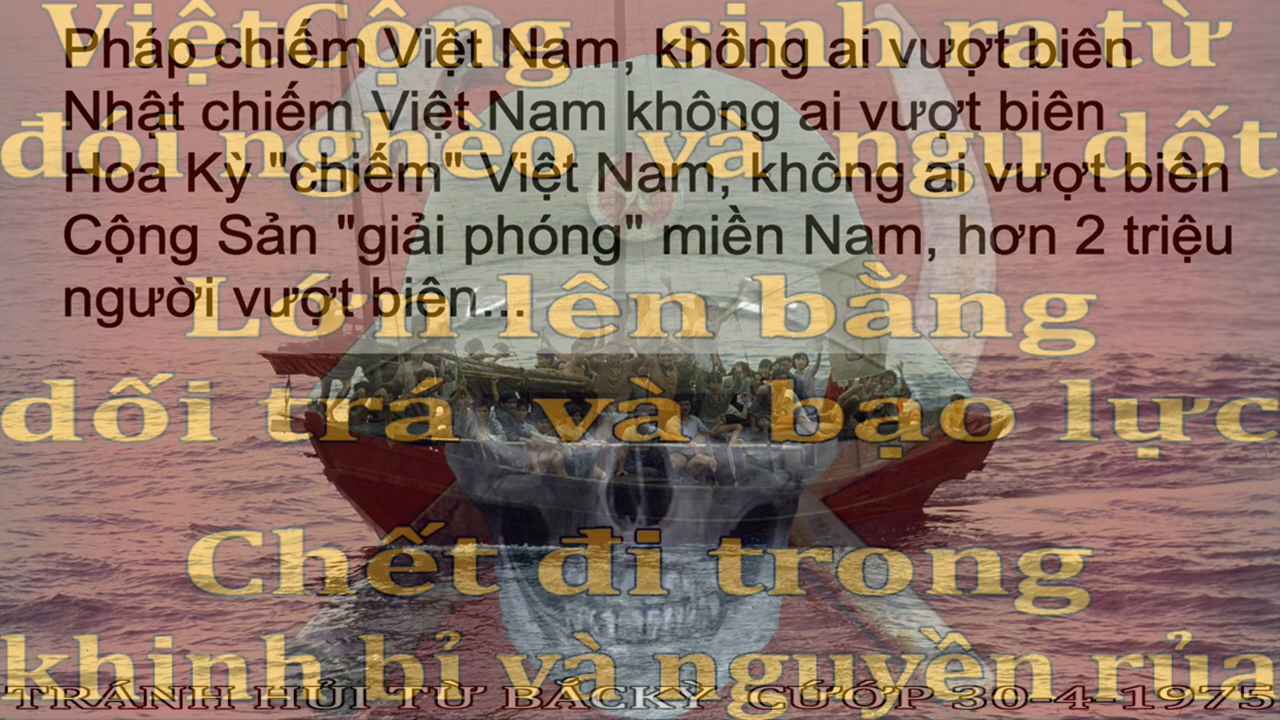 Pháp chiếm Việt Nam, không ai vượt biên
Nhật chiếm Việt Nam không ai vượt biên
Hoa Kỳ "chiếm" Việt Nam, không ai vượt biên
Cộng Sản "giải phóng" miền Nam, hơn 2 triệu
người vượt biên...
ViệtCộng sinh ra từ
đói nghèo và ngu dốt
Lớn lên bằng
dối trá và bạo lực
Chết đi trong
khinh bỉ và nguyền rủa
TRÁNH HỦI TỪ BẮCKỲ CƯỚP 30-4-1975